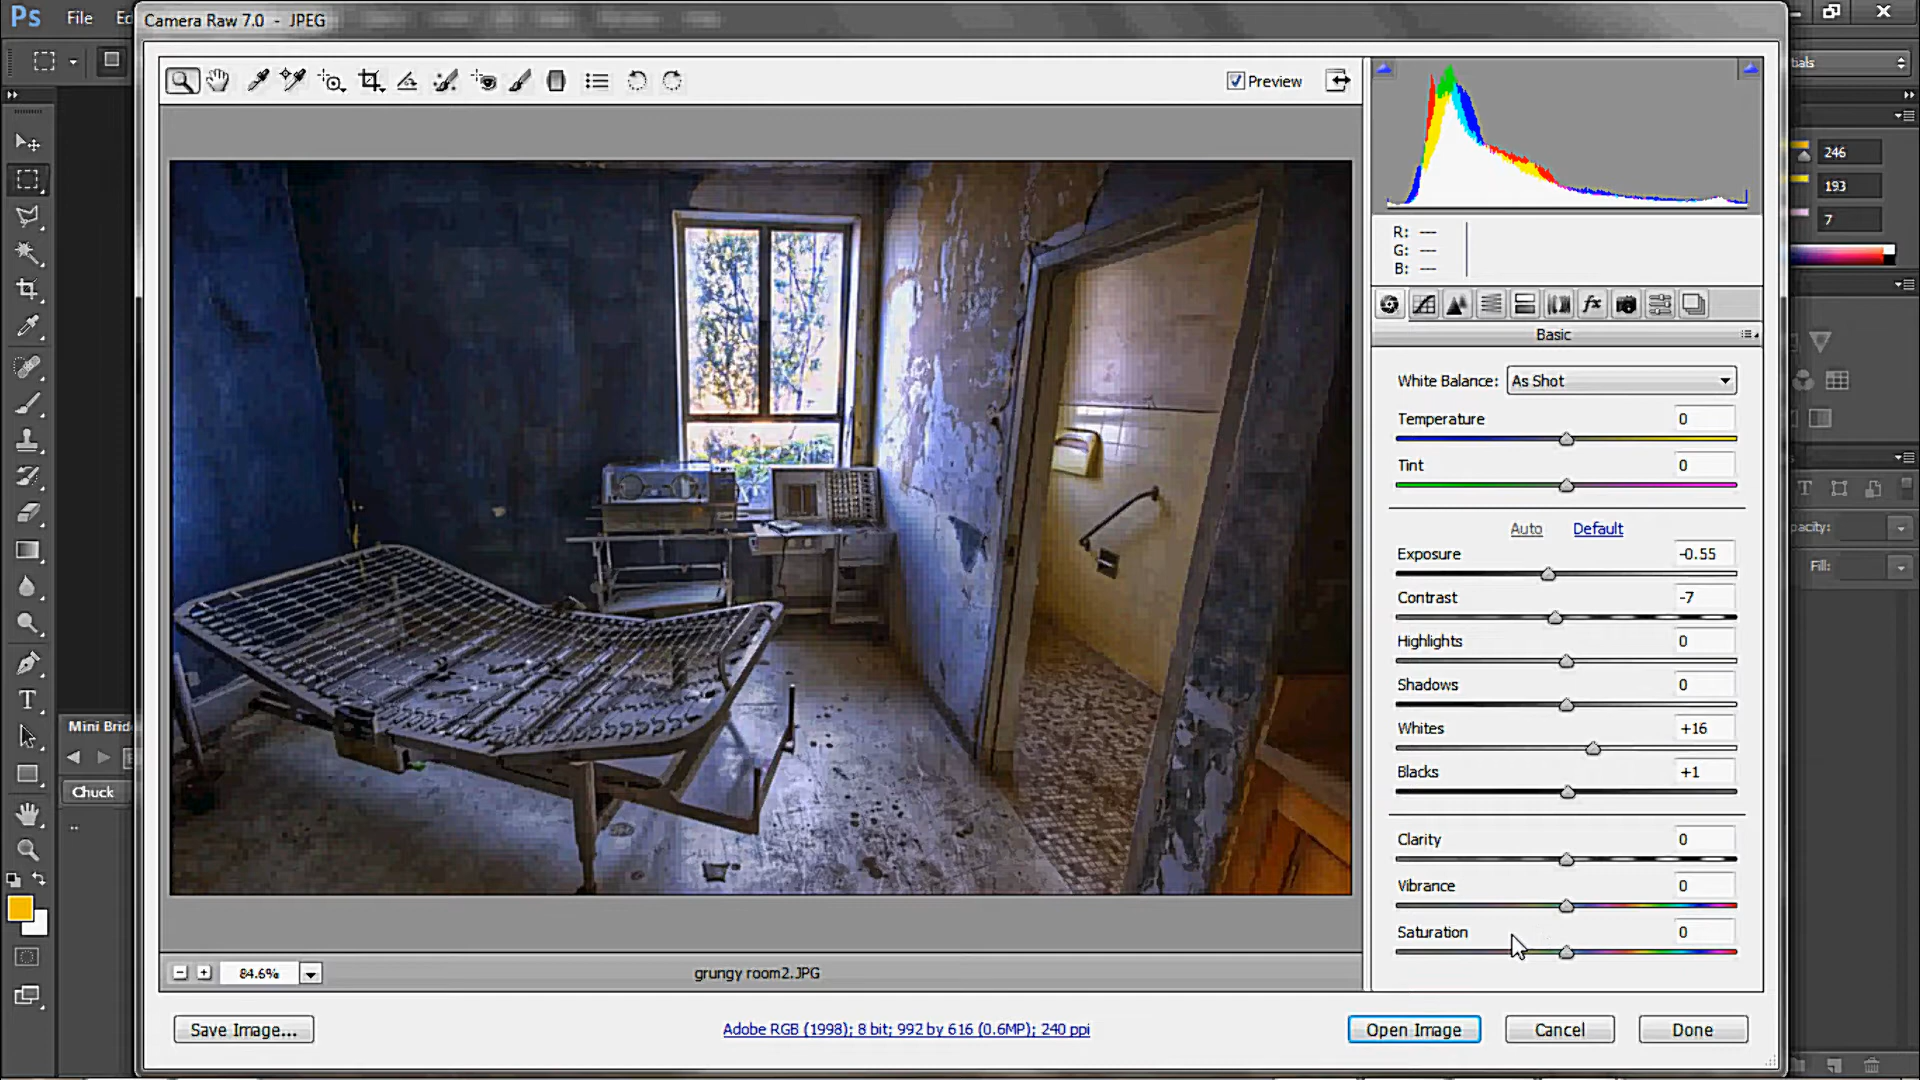 Ps File
Camera Raw 7.0 - JPEG
Preview
246
193
7
R: ---
G: ---
B: ---
Basic
White Balance: As Shot
Temperature 0
Tint 0
Auto Default
Exposure -0.55
Contrast -7
Highlights 0
Shadows 0
Whites +16
Blacks +1
Clarity 0
Vibrance 0
Saturation 0
Fill:
Mini Brid
Chuck
..
84.6%
grungy room2.JPG
Save Image...
Adobe RGB (1998); 8 bit; 992 by 616 (0.6MP); 240 ppi
Open Image Cancel Done